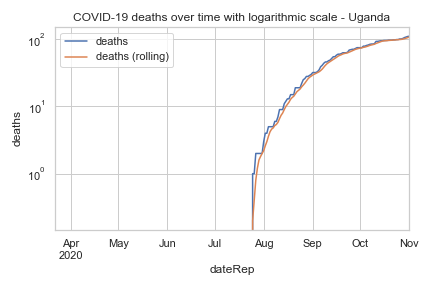 COVID-19 deaths over time with logarithmic scale - Uganda
deaths
deaths (rolling)
10²
10¹
10⁰
deaths
Apr May Jun Jul Aug Sep Oct Nov
2020
dateRep